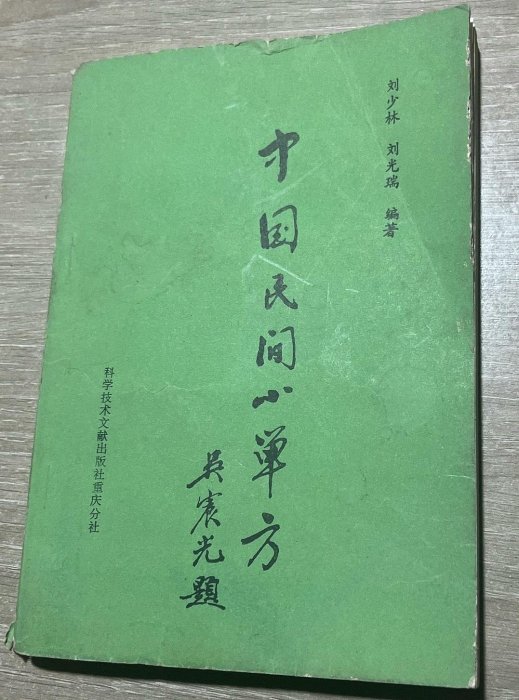 刘少林 刘光瑞 编著
中国民间小单方
吴寰光题
科学技术文献出版社重庆分社